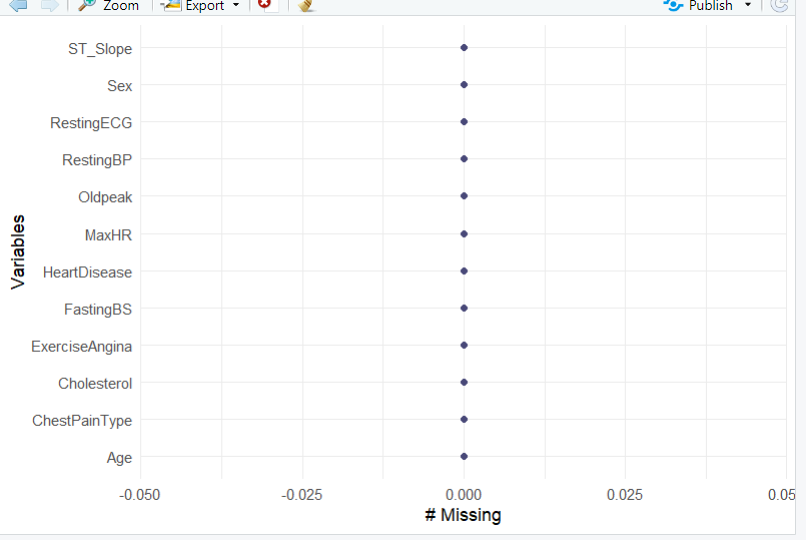 Zoom Export Publish
ST_Slope
Sex
RestingECG
RestingBP
Oldpeak
MaxHR
HeartDisease
FastingBS
ExerciseAngina
Cholesterol
ChestPainType
Age
Variables
-0.050 -0.025 0.000 0.025 0.05
# Missing